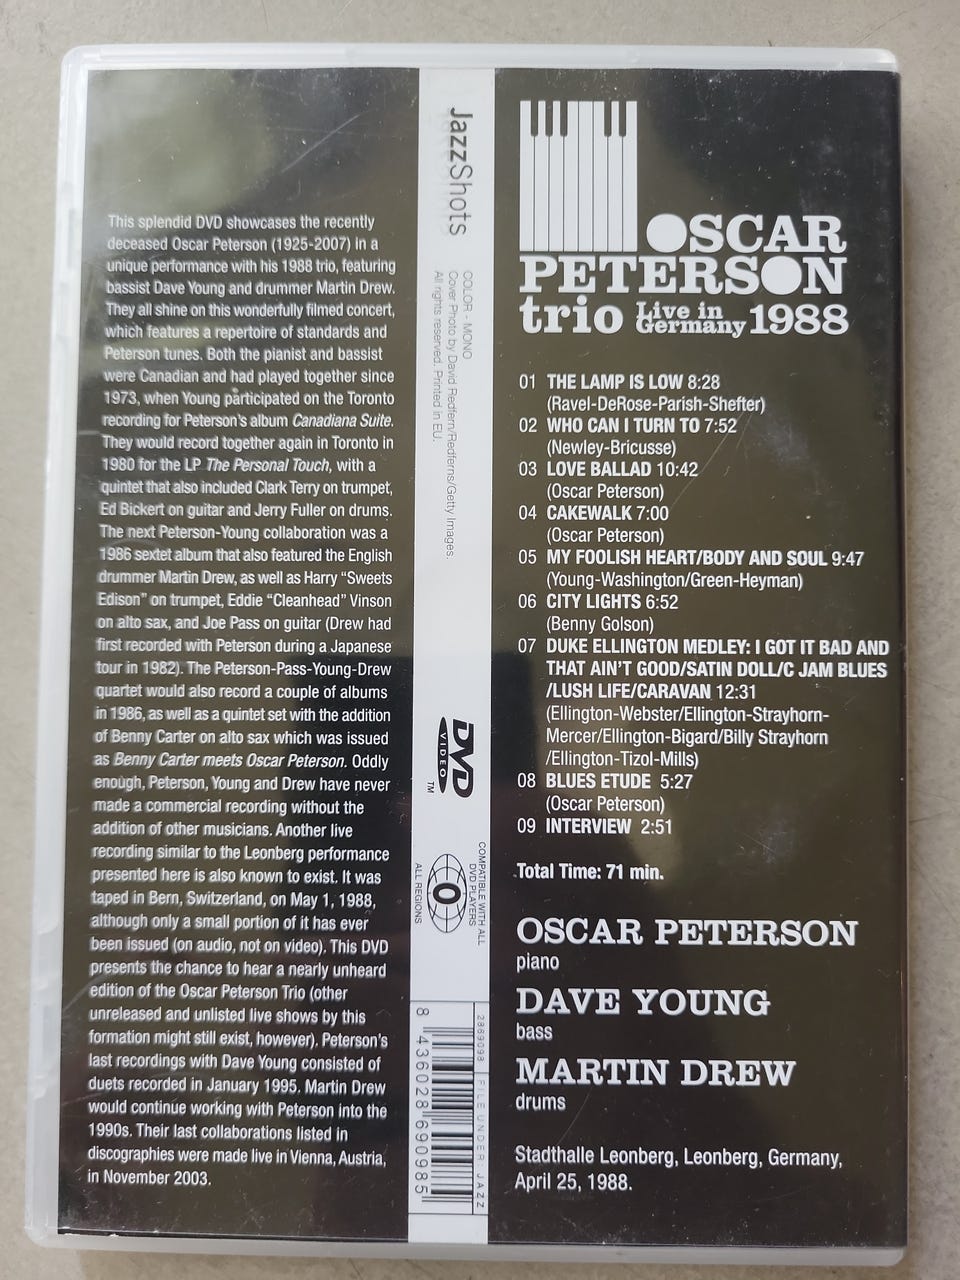 This splendid DVD showcases the recently
deceased Oscar Peterson (1925-2007) in a
unique performance with his 1988 trio, featuring
bassist Dave Young and drummer Martin Drew.
They all shine on this wonderfully filmed concert,
which features a repertoire of standards and
Peterson tunes. Both the pianist and bassist
were Canadian and had played together since
1973, when Young participated on the Toronto
recording for Peterson's album Canadiana Suite.
They would record together again in Toronto in
1980 for the LP The Personal Touch, with a
quintet that also included Clark Terry on trumpet,
Ed Bickert on guitar and Jerry Fuller on drums.
The next Peterson-Young collaboration was a
1986 sextet album that also featured the English
drummer Martin Drew, as well as Harry "Sweets
Edison" on trumpet, Eddie "Cleanhead" Vinson
on alto sax, and Joe Pass on guitar (Drew had
first recorded with Peterson during a Japanese
tour in 1982). The Peterson-Pass-Young-Drew
quartet would also record a couple of albums
in 1986, as well as a quintet set with the addition
of Benny Carter on alto sax which was issued
as Benny Carter meets Oscar Peterson. Oddly
enough, Peterson, Young and Drew have never
made a commercial recording without the
addition of other musicians. Another live
recording similar to the Leonberg performance
presented here is also known to exist. It was
taped in Bern, Switzerland, on May 1, 1988,
although only a small portion of it has ever
been issued (on audio, not on video). This DVD
presents the chance to hear a nearly unheard
edition of the Oscar Peterson Trio (other
unreleased and unlisted live shows by this
formation might still exist, however). Peterson's
last recordings with Dave Young consisted of
duets recorded in January 1995. Martin Drew
would continue working with Peterson into the
1990s. Their last collaborations listed in
discographies were made live in Vienna, Austria,
in November 2003.
JazzShots
COLOR - MONO
Cover Photo by David Redfern/Redferns/Getty Images.
All rights reserved. Printed in EU.
DVD
VIDEO
TM
COMPATIBLE WITH ALL
DVD PLAYERS
0
ALL REGIONS
2869098 | FILE UNDER: JAZZ
8 436028 690985
OSCAR
PETERSON
trio Live in
Germany 1988
01 THE LAMP IS LOW 8:28
(Ravel-DeRose-Parish-Shefter)
02 WHO CAN I TURN TO 7:52
(Newley-Bricusse)
03 LOVE BALLAD 10:42
(Oscar Peterson)
04 CAKEWALK 7:00
(Oscar Peterson)
05 MY FOOLISH HEART/BODY AND SOUL 9:47
(Young-Washington/Green-Heyman)
06 CITY LIGHTS 6:52
(Benny Golson)
07 DUKE ELLINGTON MEDLEY: I GOT IT BAD AND
THAT AIN'T GOOD/SATIN DOLL/C JAM BLUES
/LUSH LIFE/CARAVAN 12:31
(Ellington-Webster/Ellington-Strayhorn-
Mercer/Ellington-Bigard/Billy Strayhorn
/Ellington-Tizol-Mills)
08 BLUES ETUDE 5:27
(Oscar Peterson)
09 INTERVIEW 2:51
Total Time: 71 min.
OSCAR PETERSON
piano
DAVE YOUNG
bass
MARTIN DREW
drums
Stadthalle Leonberg, Leonberg, Germany,
April 25, 1988.